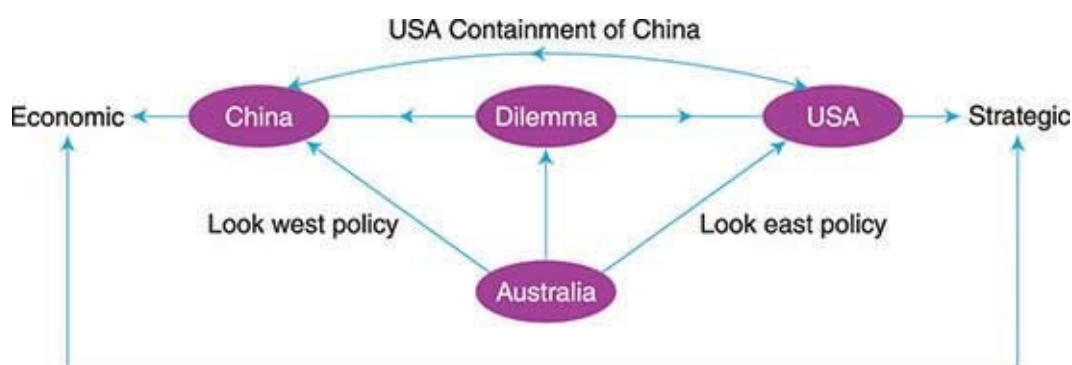 USA Containment of China
Economic
China
Dilemma
USA
Strategic
Look west policy
Look east policy
Australia